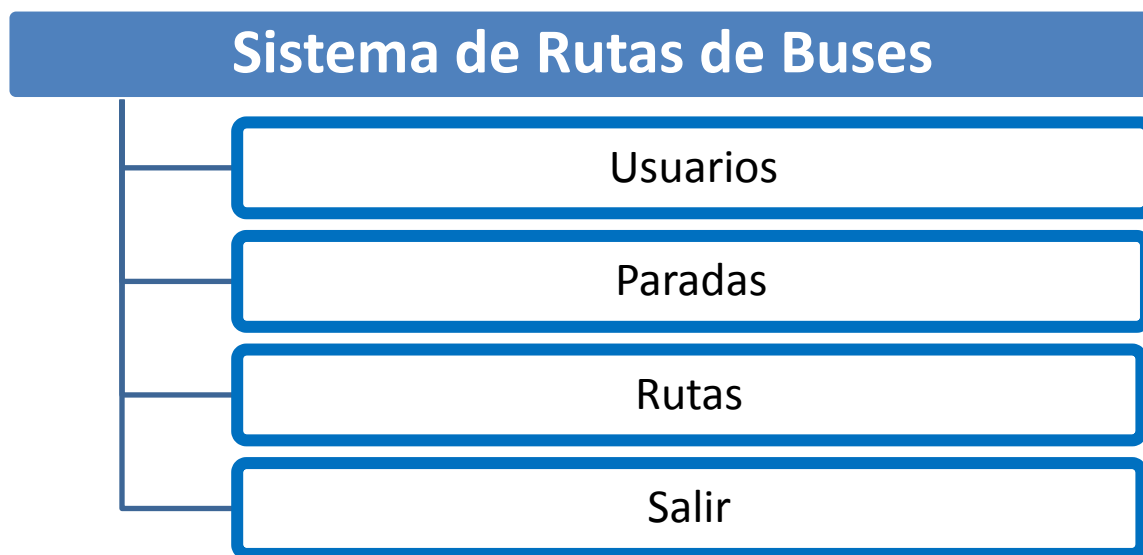 Sistema de Rutas de Buses
Usuarios
Paradas
Rutas
Salir